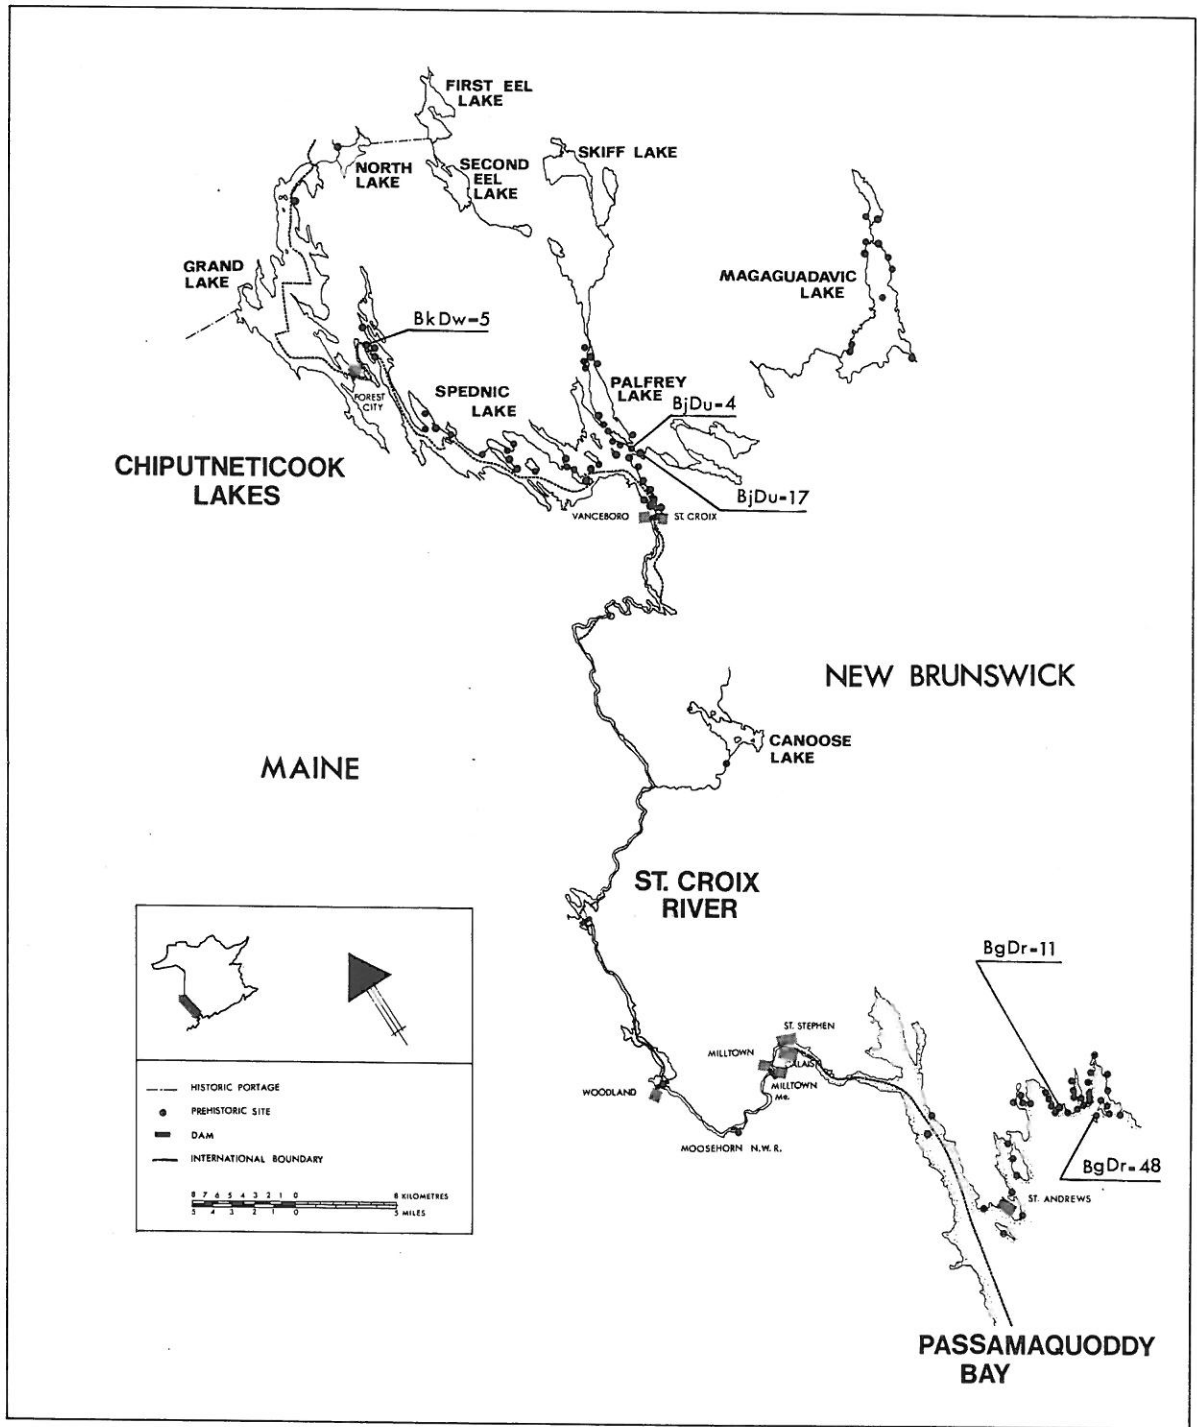 FIRST EEL
LAKE
NORTH
LAKE
SECOND
EEL
LAKE
SKIFF LAKE
GRAND
LAKE
MAGAGUADAVIC
LAKE
BkDw-5
FOREST
CITY
SPEDNIC
LAKE
PALFREY
LAKE
BjDu-4
CHIPUTNETICOOK
LAKES
BjDu-17
VANCEBORO
ST. CROIX
NEW BRUNSWICK
CANOOSE
LAKE
MAINE
ST. CROIX
RIVER
BgDr-11
ST. STEPHEN
MILLTOWN
CALAIS
MILLTOWN
Me.
WOODLAND
MOOSEHORN N.W.R.
BgDr-48
ST. ANDREWS
HISTORIC PORTAGE
PREHISTORIC SITE
DAM
INTERNATIONAL BOUNDARY
8 7 6 5 4 3 2 1 0 8 KILOMETRES
5 4 3 2 1 0 5 MILES
PASSAMAQUODDY
BAY